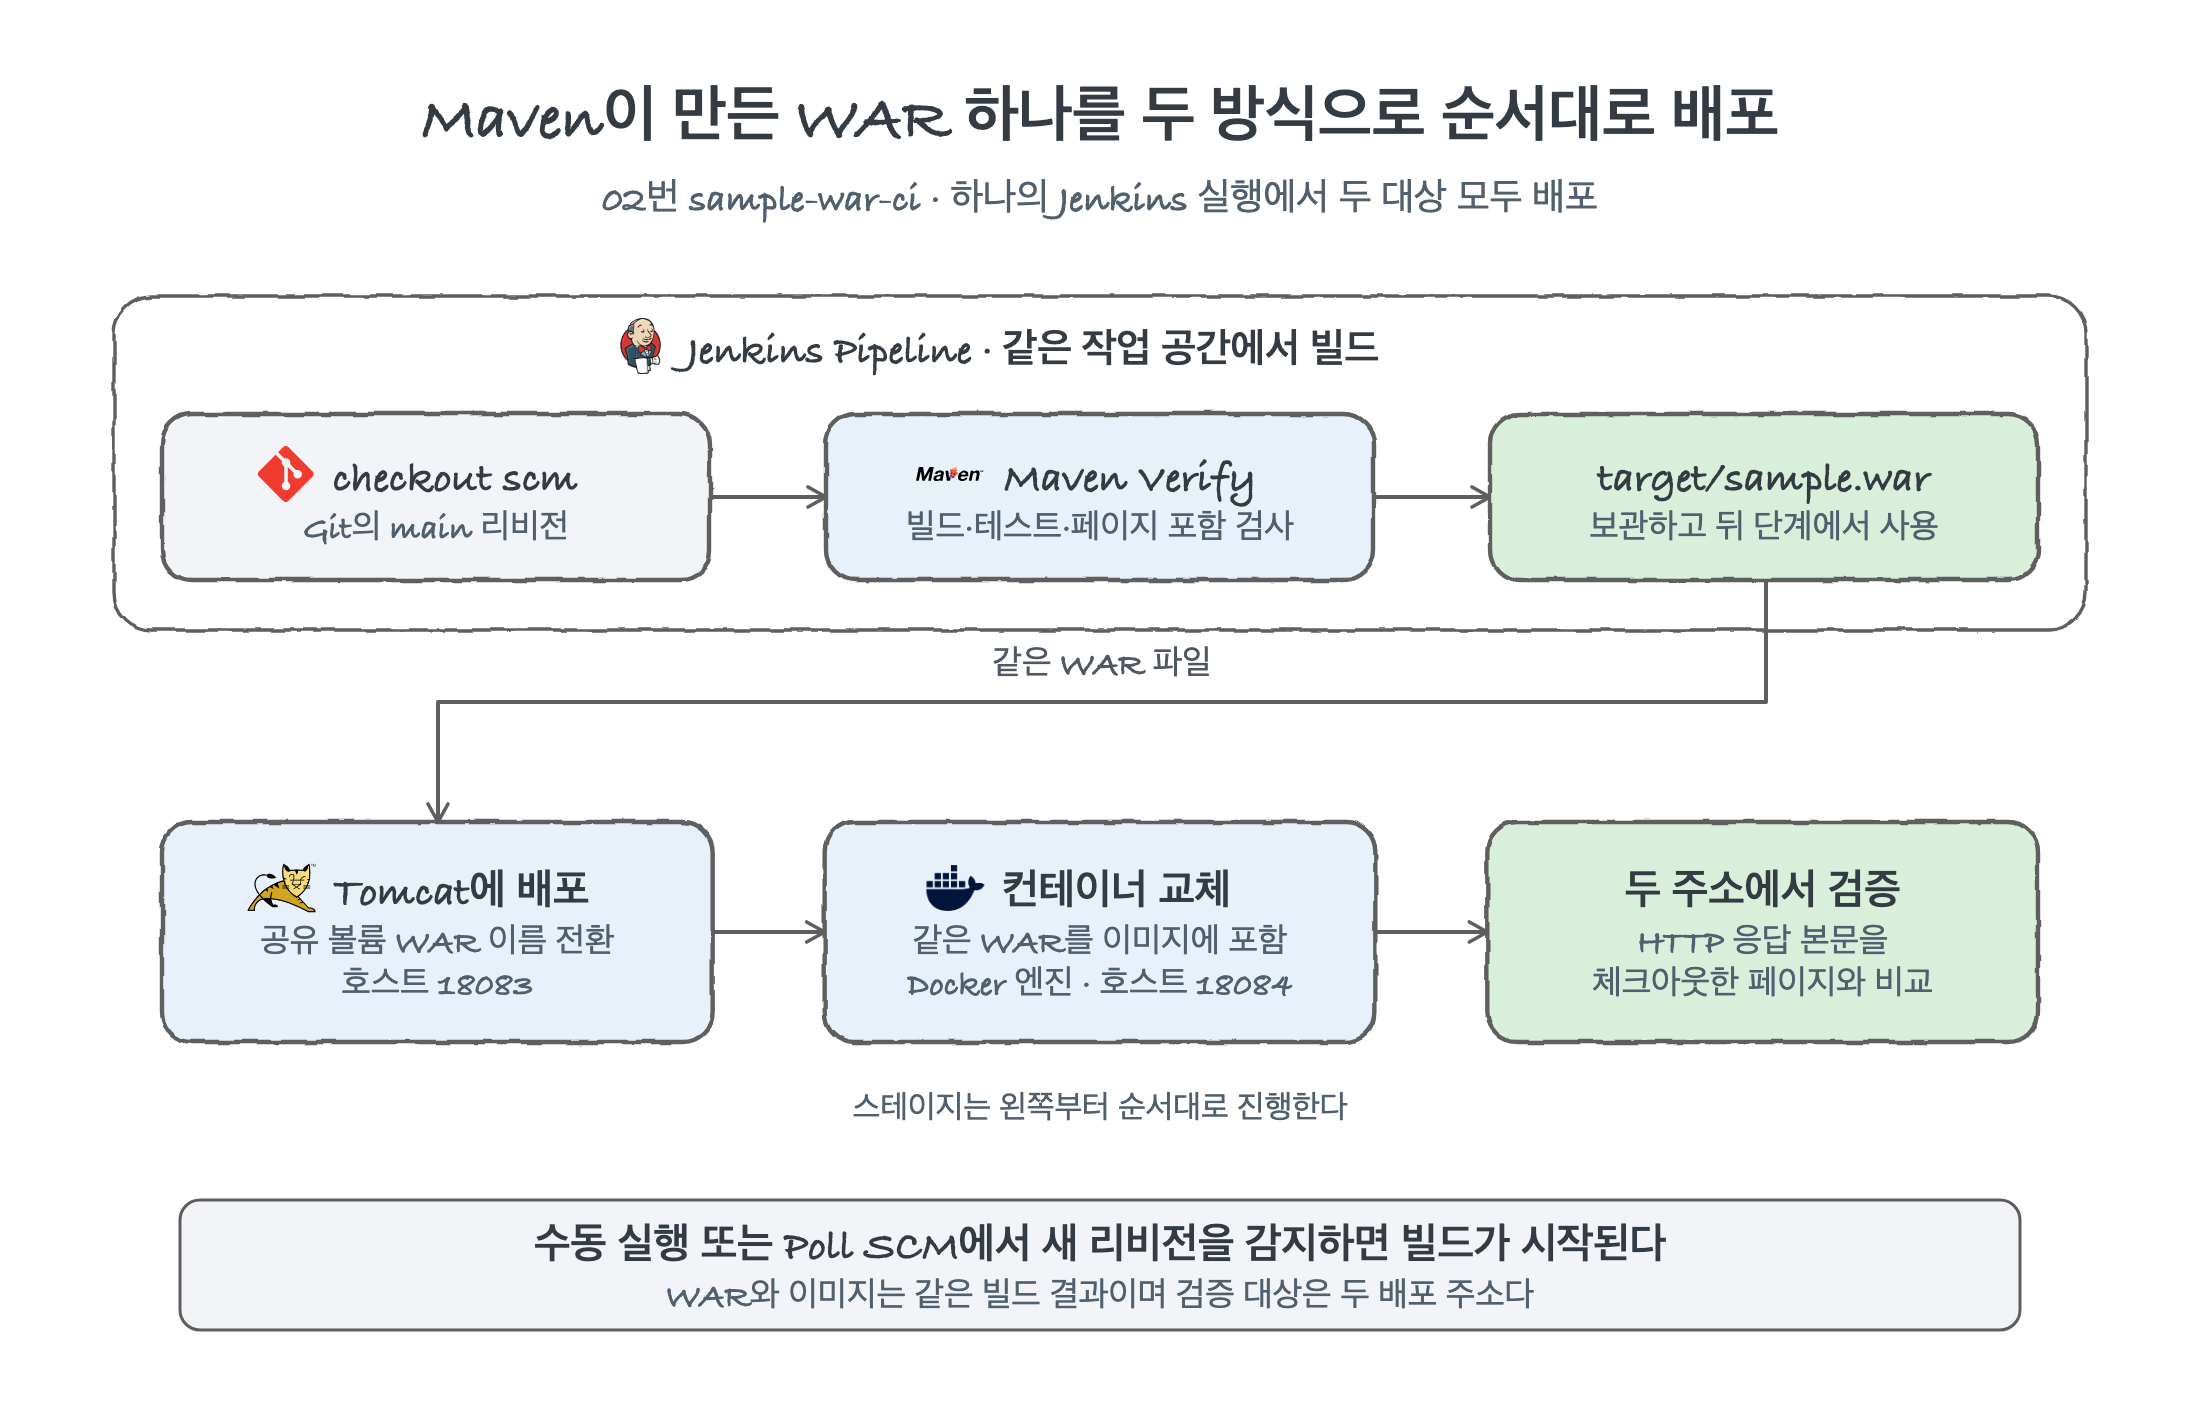 Maven이 만든 WAR 하나를 두 방식으로 순서대로 배포
02번 sample-war-ci · 하나의 Jenkins 실행에서 두 대상 모두 배포
Jenkins Pipeline · 같은 작업 공간에서 빌드
checkout scm
Git의 main 리비전
Maven™ Maven Verify
빌드·테스트·페이지 포함 검사
target/sample.war
보관하고 뒤 단계에서 사용
같은 WAR 파일
Tomcat에 배포
공유 볼륨 WAR 이름 전환
호스트 18083
컨테이너 교체
같은 WAR를 이미지에 포함
Docker 엔진 · 호스트 18084
두 주소에서 검증
HTTP 응답 본문을
체크아웃한 페이지와 비교
스테이지는 왼쪽부터 순서대로 진행한다
수동 실행 또는 Poll SCM에서 새 리비전을 감지하면 빌드가 시작된다
WAR와 이미지는 같은 빌드 결과이며 검증 대상은 두 배포 주소다